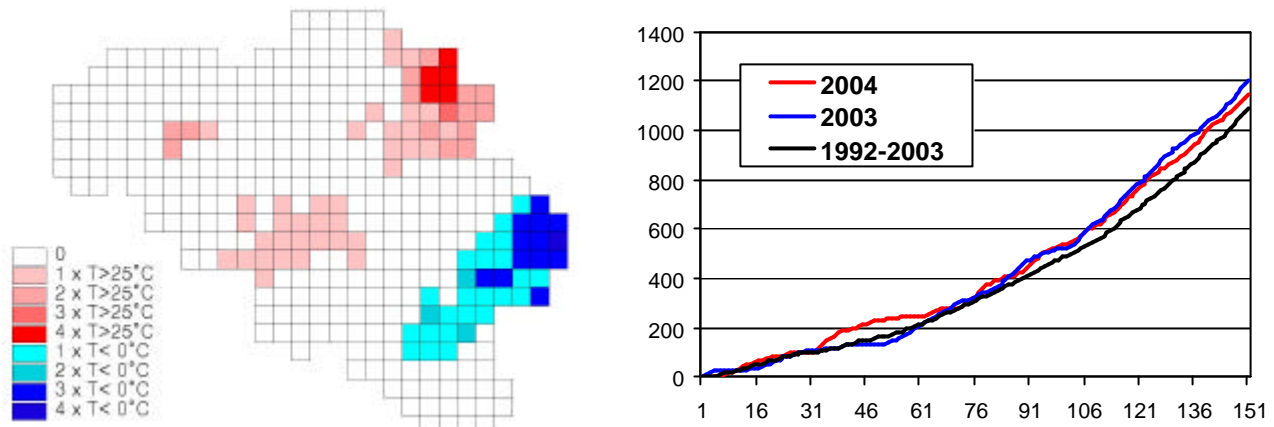 0
1 x T>25°C
2 x T>25°C
3 x T>25°C
4 x T>25°C
1 x T< 0°C
2 x T< 0°C
3 x T< 0°C
4 x T< 0°C
1400
1200
1000
800
600
400
200
0
2004
2003
1992-2003
1 16 31 46 61 76 91 106 121 136 151